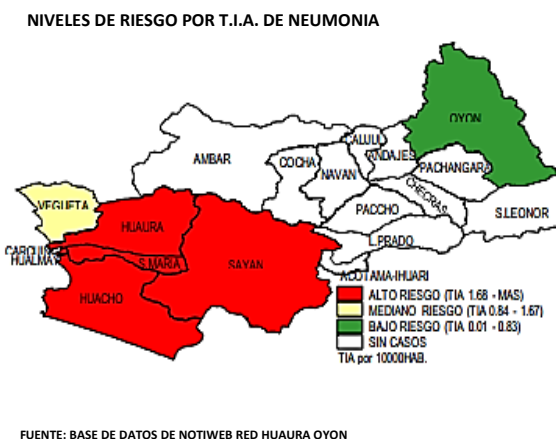 NIVELES DE RIESGO POR T.I.A. DE NEUMONIA
OYON
CAUJUL
ANDAJES
AMBAR
COCHA
NAVAN
PACHANGARA
CHECRAS
VEGUETA
PACCHO
S.LEONOR
HUAURA
L.PRADO
HUALMAY
S.MARIA
SAYAN
HUACHO
ACOTAMA-IHUARI
ALTO RIESGO (TIA 1.68 - MAS)
MEDIANO RIESGO (TIA 0.84 - 1.67)
BAJO RIESGO (TIA 0.01 - 0.83)
SIN CASOS
TIA por 10000HAB.
FUENTE: BASE DE DATOS DE NOTIWEB RED HUAURA OYON